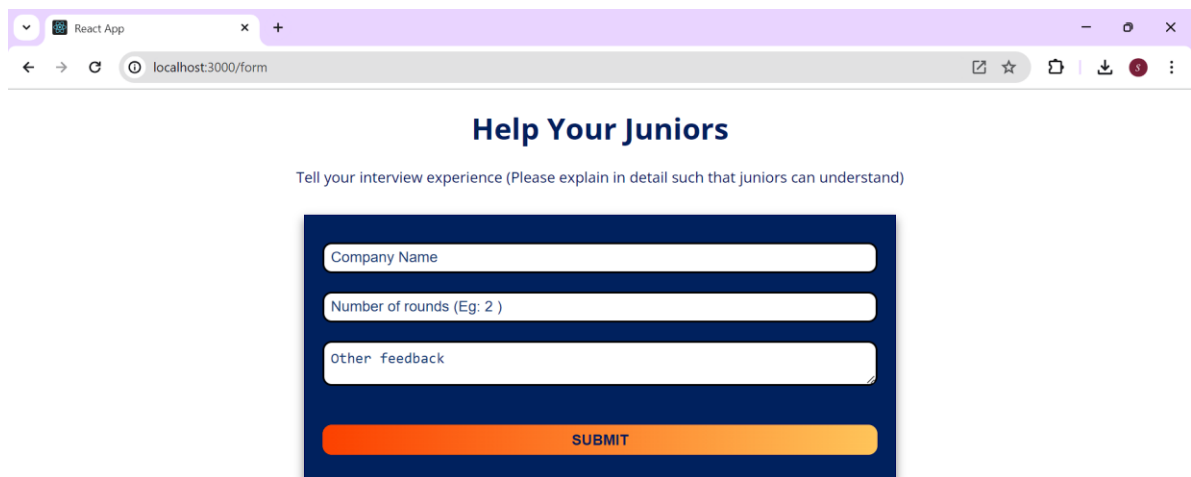 React App
localhost:3000/form
S
Help Your Juniors
Tell your interview experience (Please explain in detail such that juniors can understand)
Company Name
Number of rounds (Eg: 2 )
Other feedback
SUBMIT